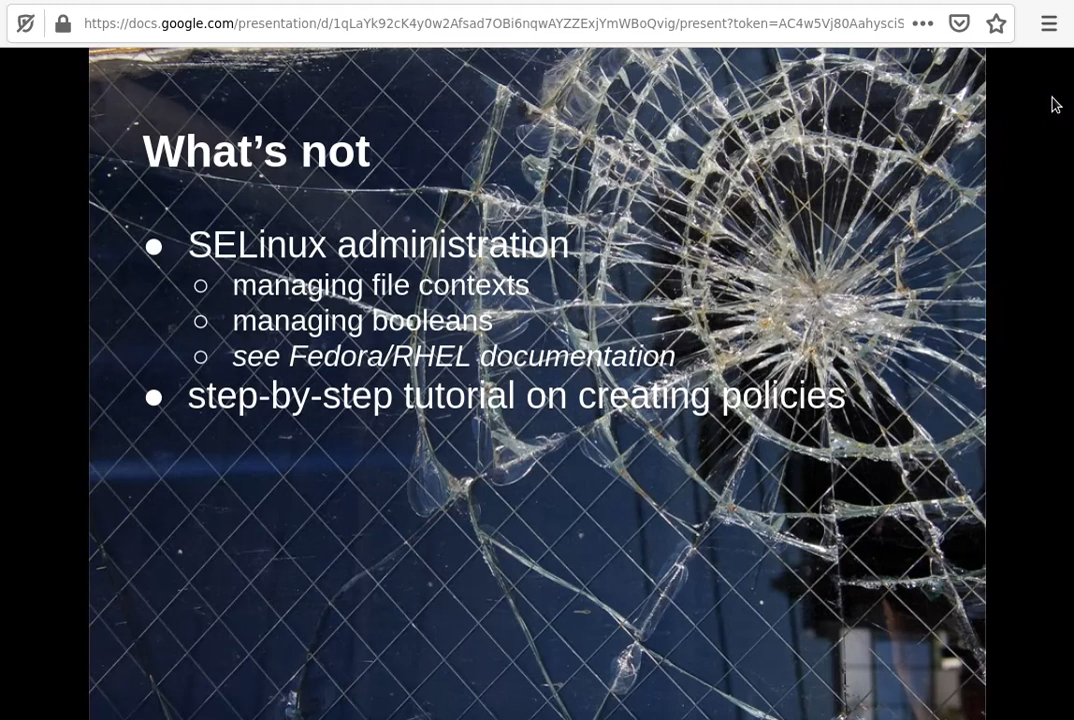 https://docs.google.com/presentation/d/1qLaYk92cK4y0w2Afsad7OBi6nqwAYZZExjYmWBoQvig/present?token=AC4w5Vj80AahysciS
What’s not
● SELinux administration
○ managing file contexts
○ managing booleans
○ see Fedora/RHEL documentation
● step-by-step tutorial on creating policies